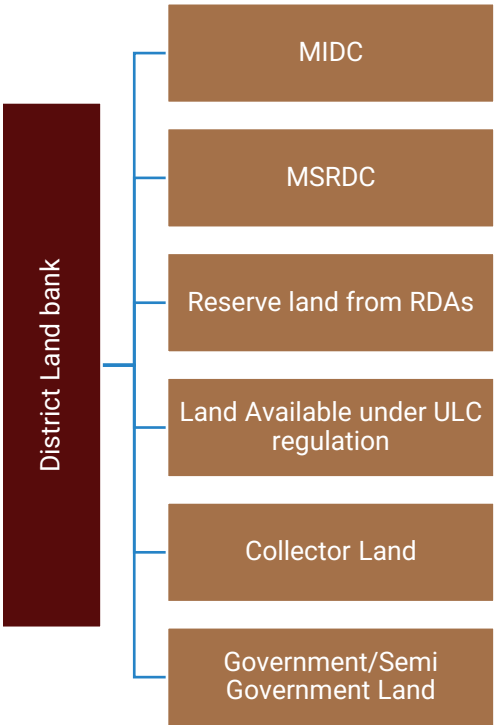 District Land bank
MIDC
MSRDC
Reserve land from RDAs
Land Available under ULC
regulation
Collector Land
Government/Semi
Government Land